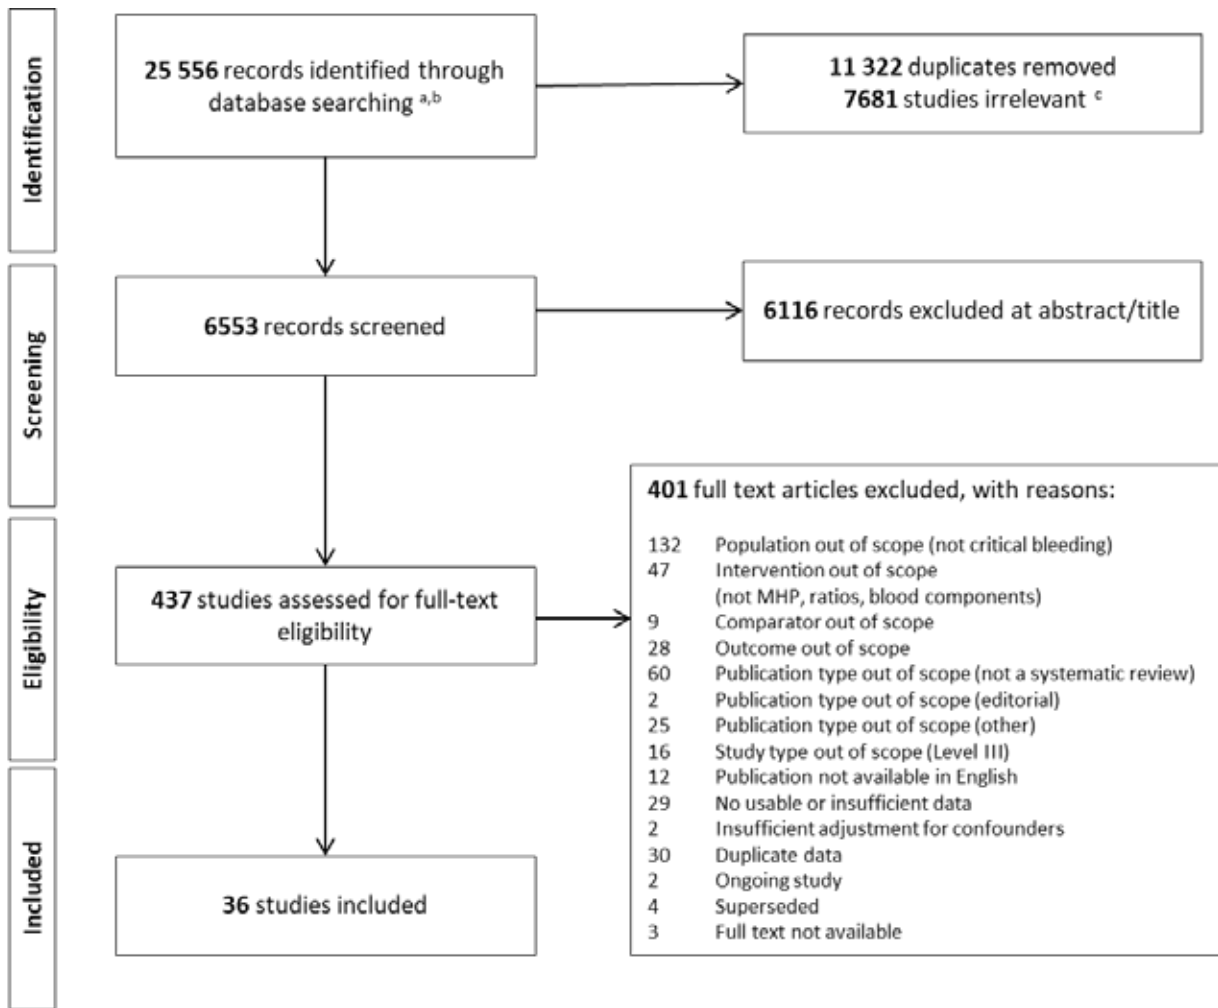 Identification
25 556 records identified through
database searching a,b
11 322 duplicates removed
7681 studies irrelevant c
Screening
6553 records screened
6116 records excluded at abstract/title
Eligibility
437 studies assessed for full-text
eligibility
401 full text articles excluded, with reasons:
132 Population out of scope (not critical bleeding)
47 Intervention out of scope
(not MHP, ratios, blood components)
9 Comparator out of scope
28 Outcome out of scope
60 Publication type out of scope (not a systematic review)
2 Publication type out of scope (editorial)
25 Publication type out of scope (other)
16 Study type out of scope (Level III)
12 Publication not available in English
29 No usable or insufficient data
2 Insufficient adjustment for confounders
30 Duplicate data
2 Ongoing study
4 Superseded
3 Full text not available
Included
36 studies included